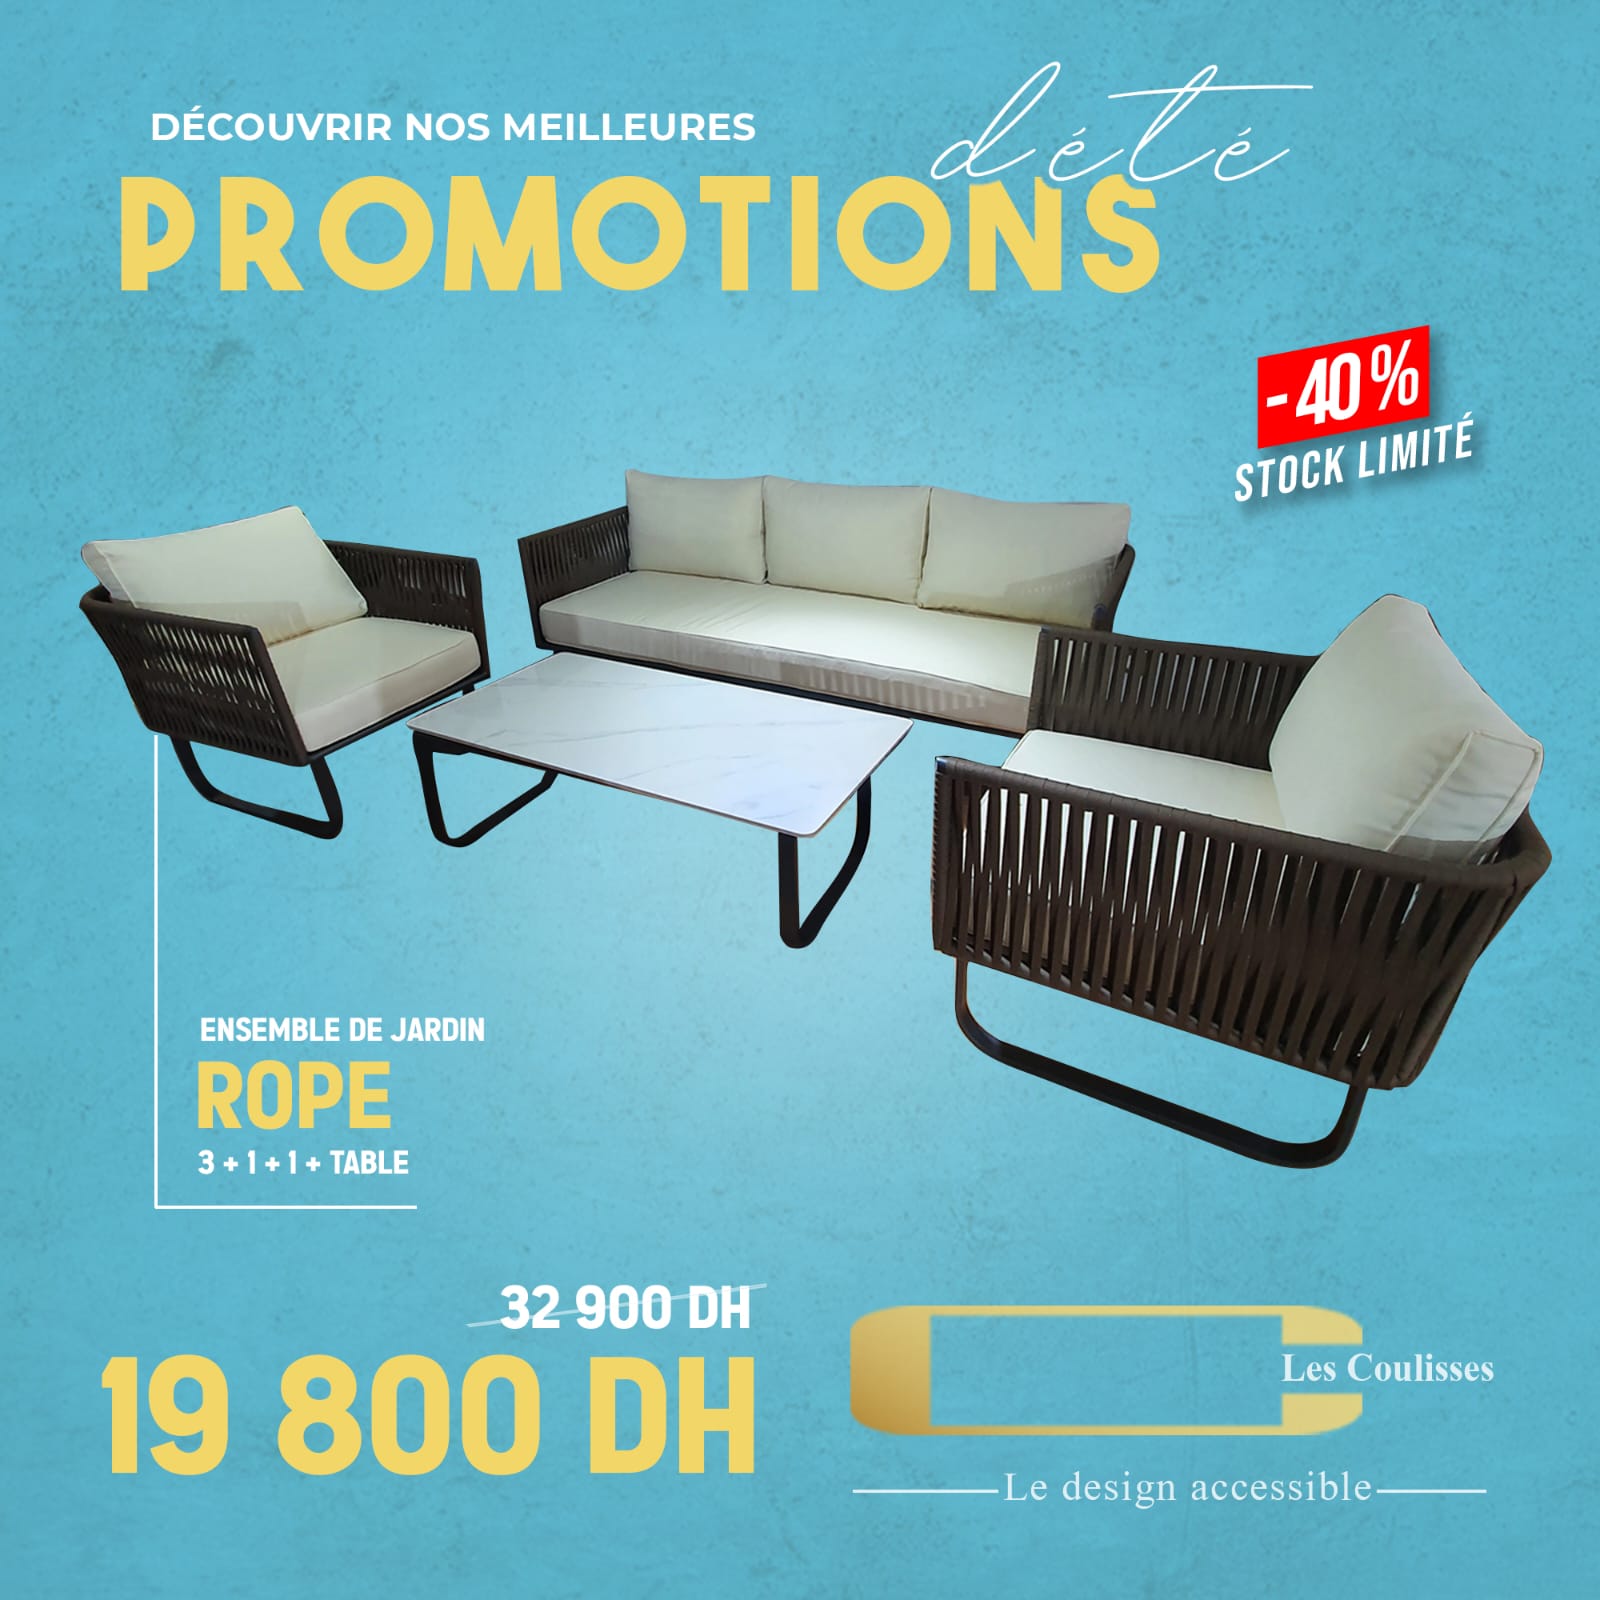 DÉCOUVRIR NOS MEILLEURES
d'été
PROMOTIONS
-40%
STOCK LIMITÉ
ENSEMBLE DE JARDIN
ROPE
3 + 1 + 1 + TABLE
32 900 DH
19 800 DH
Les Coulisses
Le design accessible